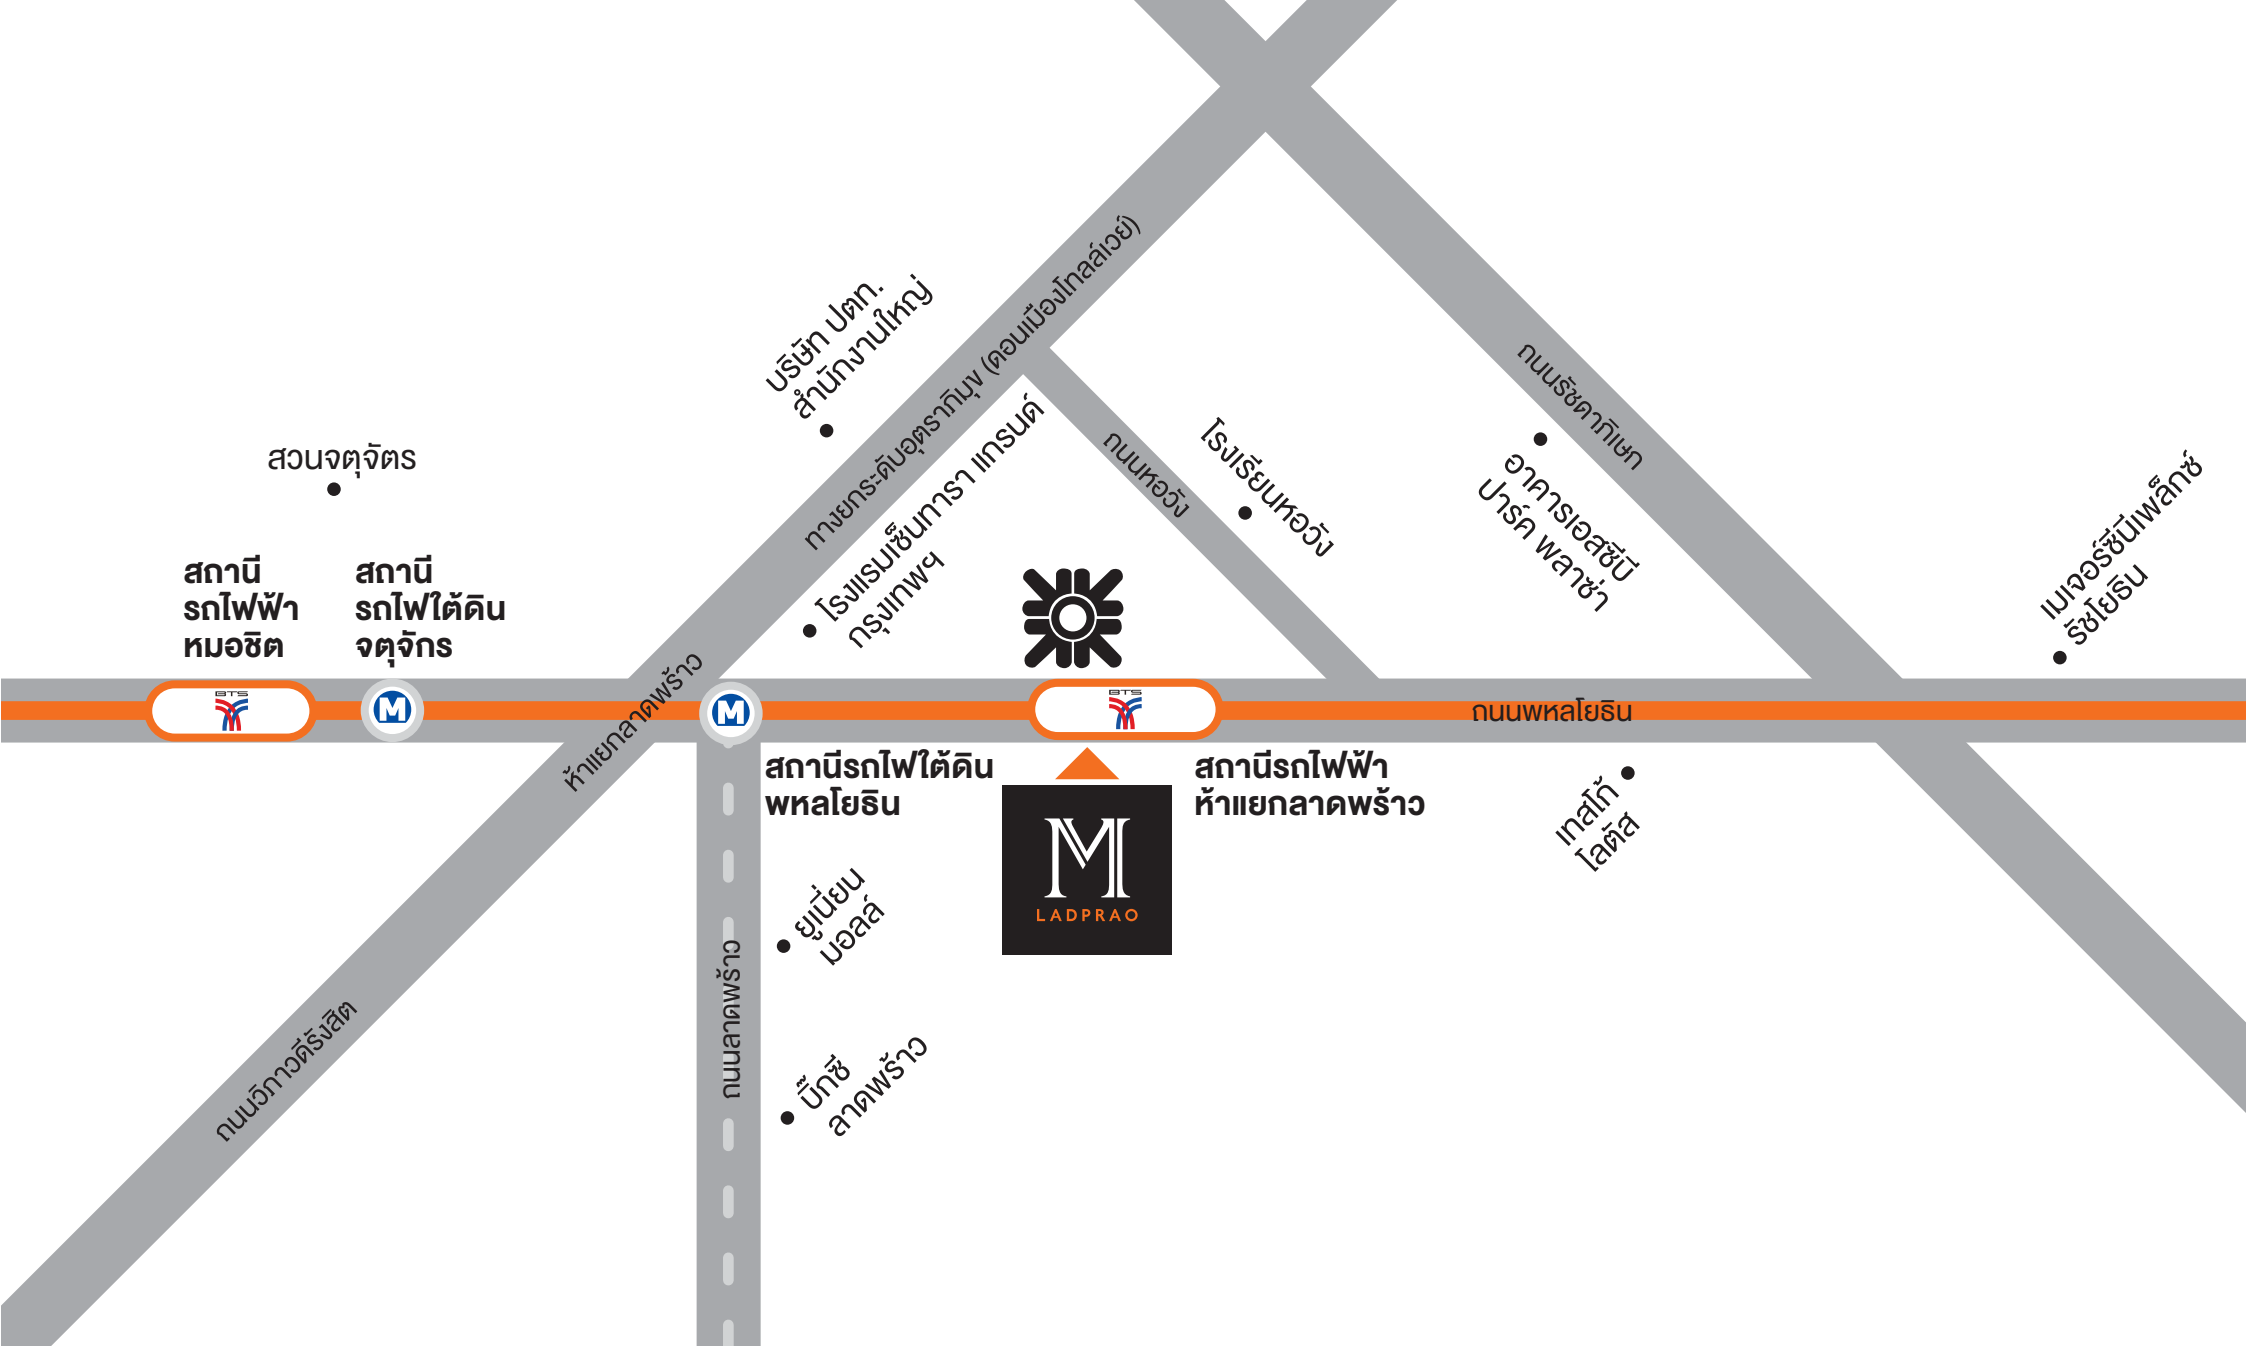 ทางยกระดับอุตราภิมุข (ดอนเมืองโทลล์เวย์)
บริษัท ปตท.
สำนักงานใหญ่
สวนจตุจัตร
โรงแรมเซ็นทารา แกรนด์
กรุงเทพฯ
ถนนหอวัง
โรงเรียนหอวัง
ถนนรัชดาภิเษก
อาคารเอสซีบี
ปาร์ค พลาซ่า
เมเจอร์ซีนีเพล็กซ์
รัชโยธิน
สถานี
รถไฟฟ้า
หมอชิต
สถานี
รถไฟใต้ดิน
จตุจักร
BTS
M
ห้าแยกลาดพร้าว
M
BTS
ถนนพหลโยธิน
สถานีรถไฟใต้ดิน
พหลโยธิน
สถานีรถไฟฟ้า
ห้าแยกลาดพร้าว
M
LADPRAO
เทสโก้
โลตัส
ยูเนี่ยน
มอลล์
ถนนลาดพร้าว
บิ๊กซี
ลาดพร้าว
ถนนวิภาวดีรังสิต